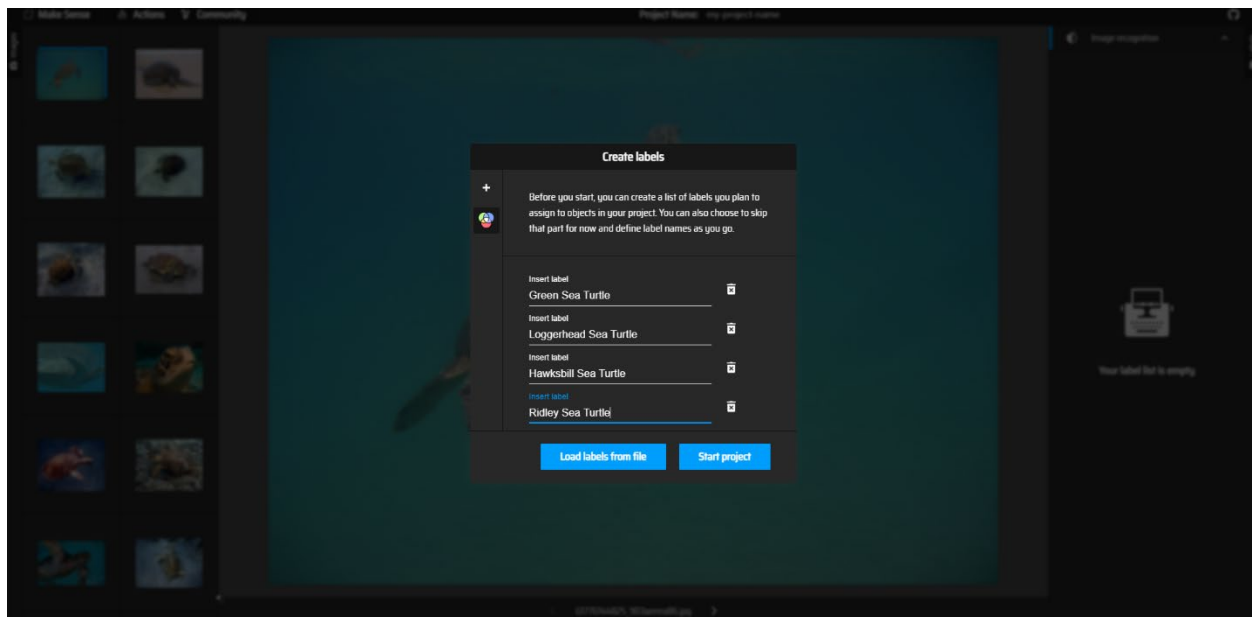 Make Sense Actions Community Project Name: my-project-name
Images
Image recognition
Create labels
Before you start, you can create a list of labels you plan to
assign to objects in your project. You can also choose to skip
that part for now and define label names as you go.
Insert label
Green Sea Turtle
Insert label
Loggerhead Sea Turtle
Insert label
Hawksbill Sea Turtle
Insert label
Ridley Sea Turtle
Your label list is empty
Load labels from file Start project